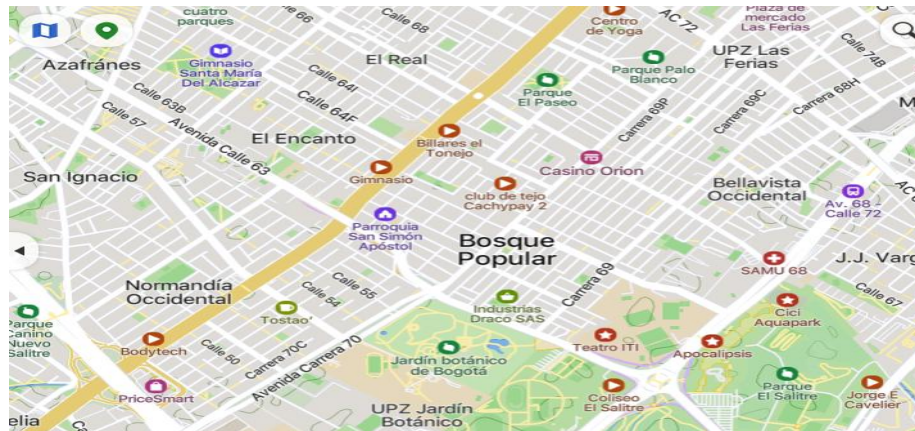 cuatro
parques
Calle 66
Calle 68
Centro
de Yoga
AC 72
Plaza de
mercado
Las Ferias
Azafránes
Gimnasio
Santa María
Del Alcazar
El Real
Calle 64I
Parque
El Paseo
Parque Palo
Blanco
UPZ Las
Ferias
Calle 74B
Calle 63B
Calle 57
Avenida Calle 63
El Encanto
Calle 64F
Billares el
Tonejo
Carrera 69P
Carrera 69C
Carrera 68H
San Ignacio
Gimnasio
club de tejo
Cachypay 2
Casino Orion
Bellavista
Occidental
Av. 68 -
Calle 72
Parroquia
San Simón
Apóstol
Bosque
Popular
SAMU 68
J.J. Varg
Normandía
Occidental
Calle 54
Calle 55
Carrera 69
Calle 67
Parque
Canino
Nuevo
Salitre
Tostao'
Industrias
Draco SAS
Cici
Aquapark
Bodytech
Calle 50
Carrera 70C
Avenida Carrera 70
Jardín botánico
de Bogotá
Teatro ITI
Apocalipsis
PriceSmart
UPZ Jardín
Botánico
Coliseo
El Salitre
Parque
El Salitre
Jorge E
Cavelier
elia